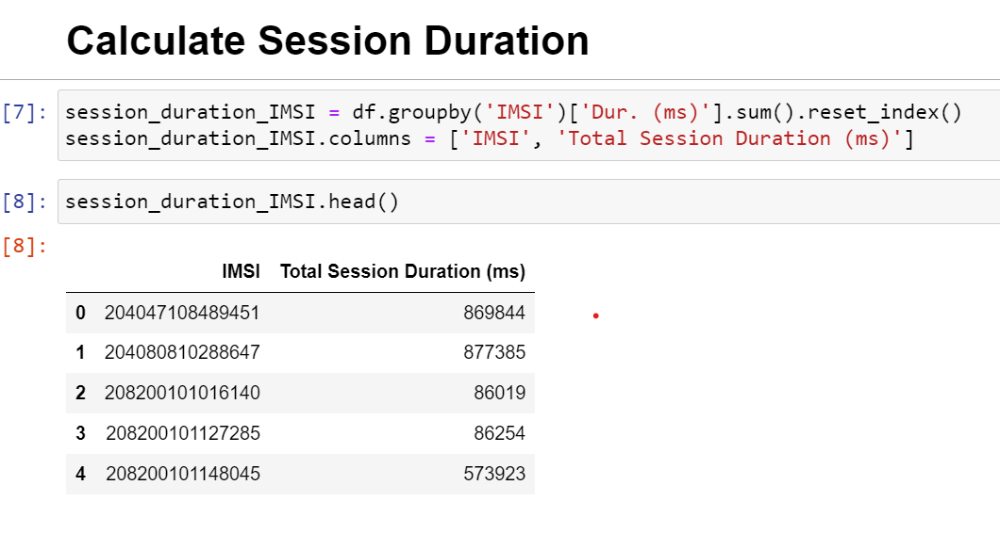 Calculate Session Duration
[7]: session_duration_IMSI = df.groupby('IMSI')['Dur. (ms)'].sum().reset_index()
session_duration_IMSI.columns = ['IMSI', 'Total Session Duration (ms)']
[8]: session_duration_IMSI.head()
[8]:
IMSI Total Session Duration (ms)
0 204047108489451 869844
1 204080810288647 877385
2 208200101016140 86019
3 208200101127285 86254
4 208200101148045 573923